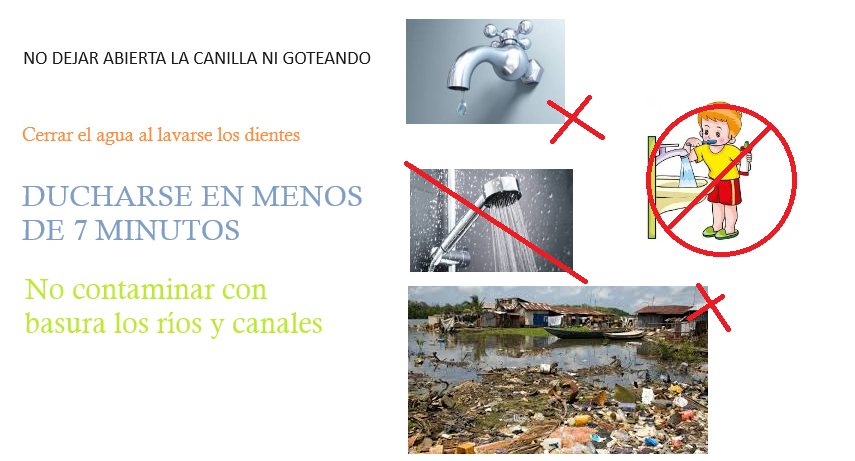 NO DEJAR ABIERTA LA CANILLA NI GOTEANDO
Cerrar el agua al lavarse los dientes
DUCHARSE EN MENOS
DE 7 MINUTOS
No contaminar con
basura los ríos y canales